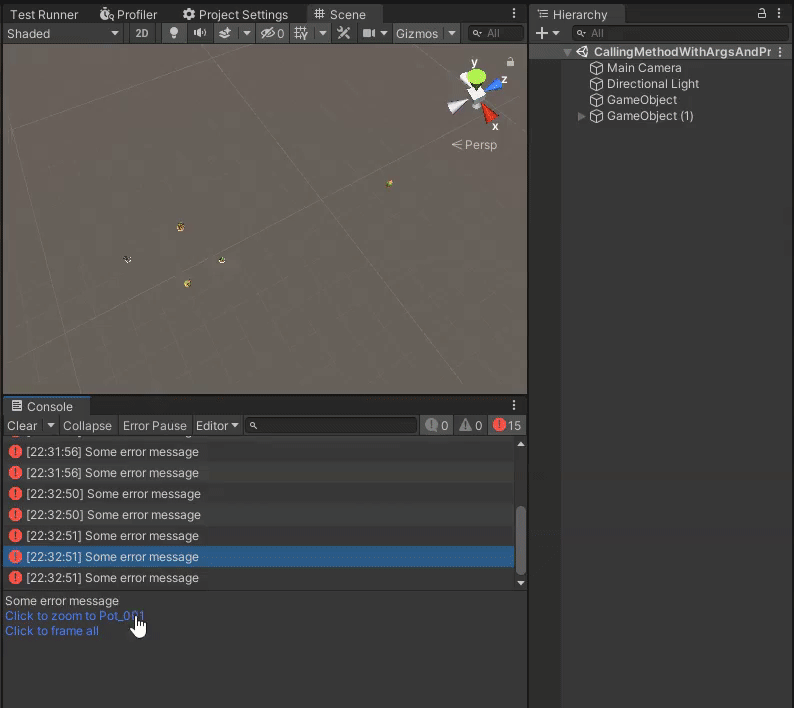 Test Runner Profiler Project Settings Scene
Shaded 2D 0 Gizmos All
y
z
x
Persp
Hierarchy
All
CallingMethodWithArgsAndPr
Main Camera
Directional Light
GameObject
GameObject (1)
Console
Clear Collapse Error Pause Editor 0 0 15
[22:31:56] Some error message
[22:31:56] Some error message
[22:32:50] Some error message
[22:32:50] Some error message
[22:32:51] Some error message
[22:32:51] Some error message
[22:32:51] Some error message
Some error message
Click to zoom to Pot_001
Click to frame all